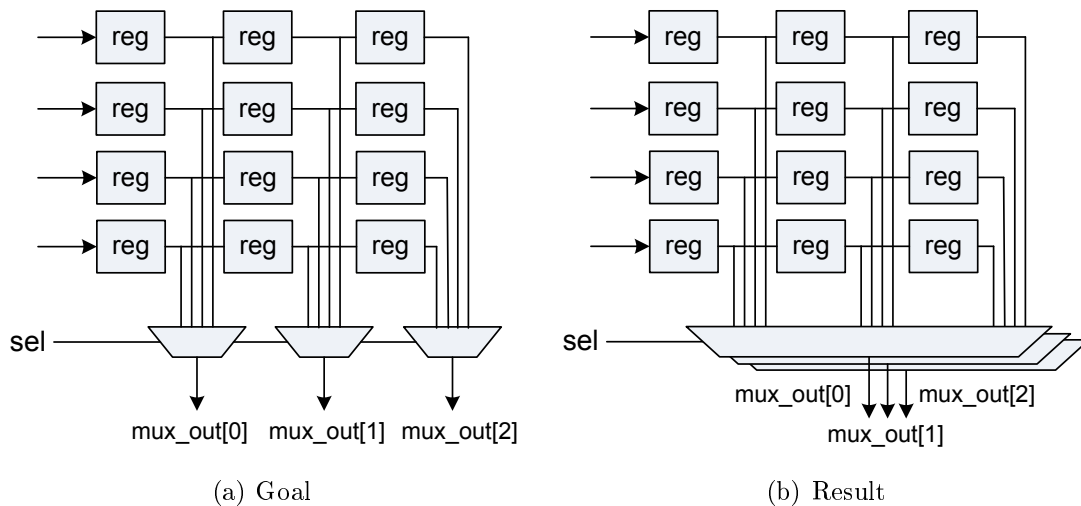 reg reg reg
reg reg reg
reg reg reg
reg reg reg
sel
mux_out[0] mux_out[1] mux_out[2]
(a) Goal
reg reg reg
reg reg reg
reg reg reg
reg reg reg
sel
mux_out[0] mux_out[2]
mux_out[1]
(b) Result